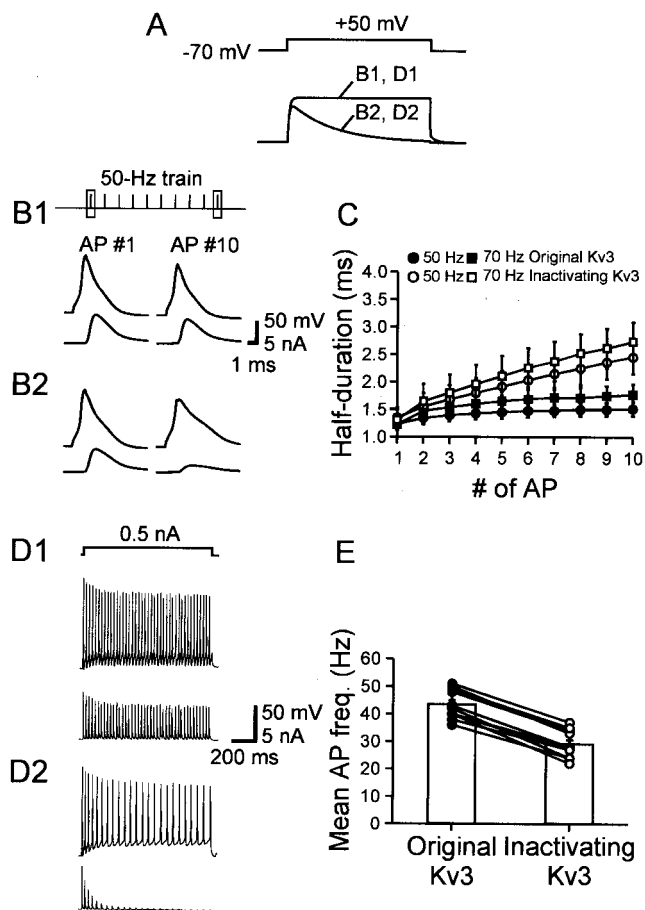 A
+50 mV
-70 mV
B1, D1
B2, D2
B1
50-Hz train
AP #1 AP #10
50 mV
5 nA
1 ms
B2
C
50 Hz 70 Hz Original Kv3
50 Hz 70 Hz Inactivating Kv3
Half-duration (ms)
4.0
3.5
3.0
2.5
2.0
1.5
1.0
1 2 3 4 5 6 7 8 9 10
# of AP
D1
0.5 nA
50 mV
5 nA
200 ms
D2
E
Mean AP freq. (Hz)
60
50
40
30
20
10
0
Original Inactivating
Kv3 Kv3